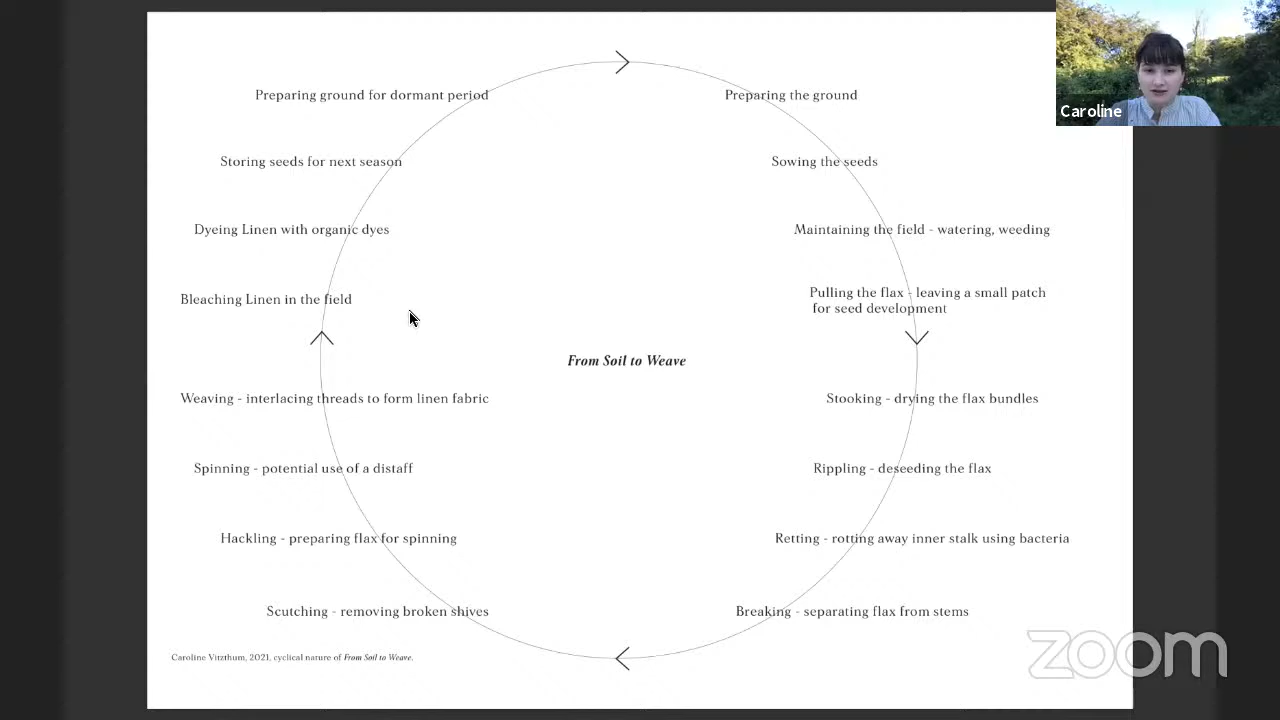 Preparing ground for dormant period
Preparing the ground
Caroline
Storing seeds for next season
Sowing the seeds
Dyeing Linen with organic dyes
Maintaining the field - watering, weeding
Bleaching Linen in the field
Pulling the flax - leaving a small patch
for seed development
From Soil to Weave
Weaving - interlacing threads to form linen fabric
Stooking - drying the flax bundles
Spinning - potential use of a distaff
Rippling - deseeding the flax
Hackling - preparing flax for spinning
Retting - rotting away inner stalk using bacteria
Scutching - removing broken shives
Breaking - separating flax from stems
Caroline Vitzthum, 2021, cyclical nature of From Soil to Weave.
zoom